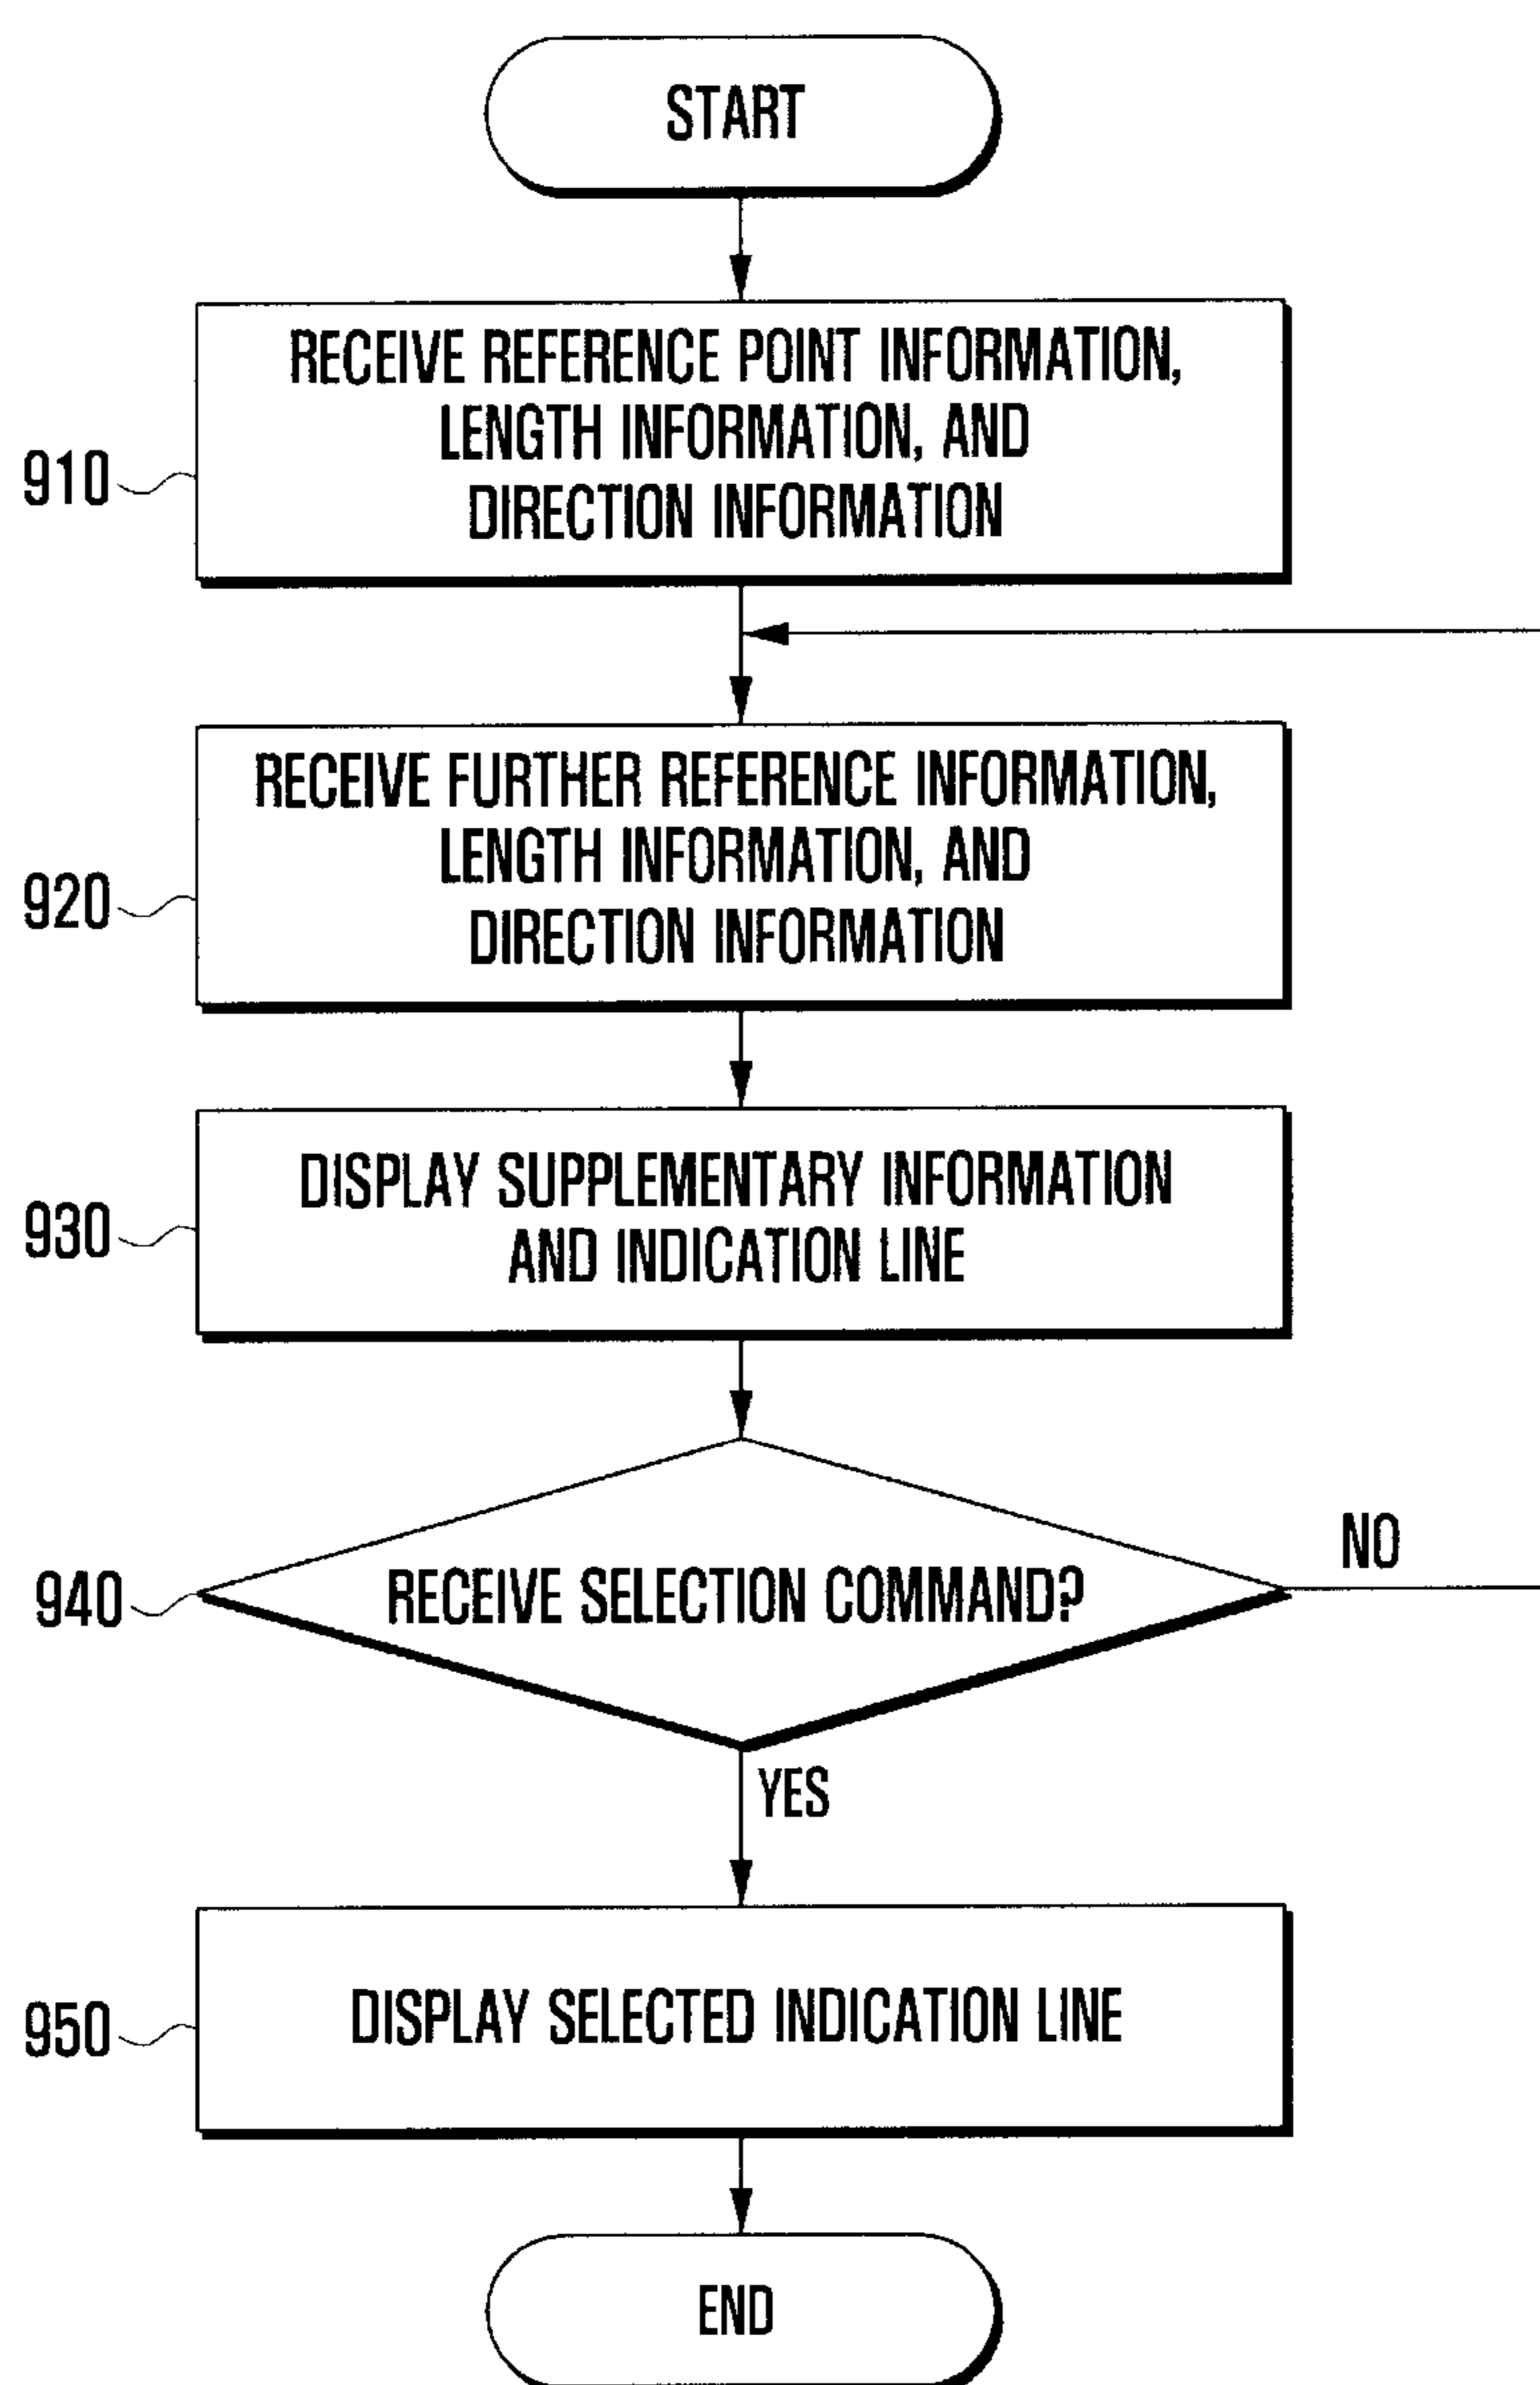 START
RECEIVE REFERENCE POINT INFORMATION,
LENGTH INFORMATION, AND
DIRECTION INFORMATION
910
RECEIVE FURTHER REFERENCE INFORMATION,
LENGTH INFORMATION, AND
DIRECTION INFORMATION
920
DISPLAY SUPPLEMENTARY INFORMATION
AND INDICATION LINE
930
RECEIVE SELECTION COMMAND?
940
NO
YES
DISPLAY SELECTED INDICATION LINE
950
END